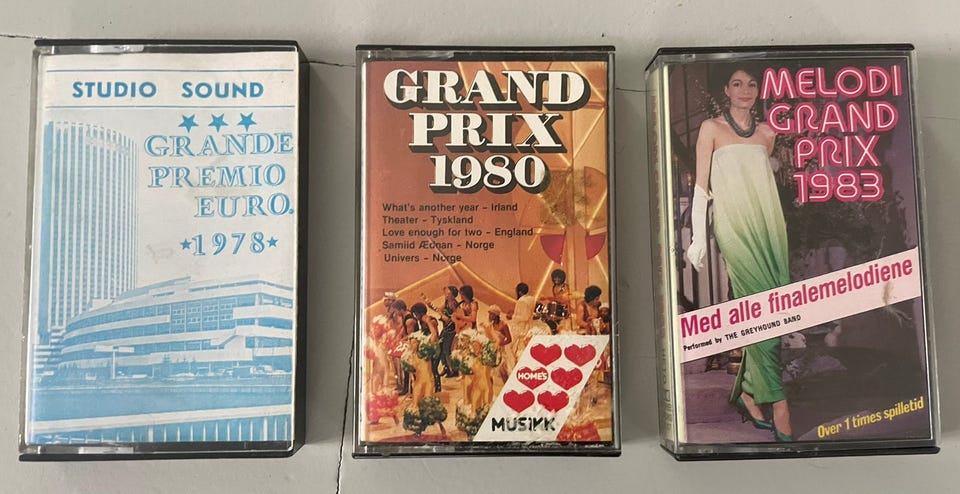 STUDIO SOUND
GRANDE
PREMIO
EURO.
1978
GRAND
PRIX
1980
What's another year – Irland
Theater – Tyskland
Love enough for two – England
Samiid Ædnan – Norge
Univers – Norge
HOME'S
MUSIKK
MELODI
GRAND
PRIX
1983
Med alle finalemelodiene
Performed by THE GREYHOUND BAND
Over 1 times spilletid